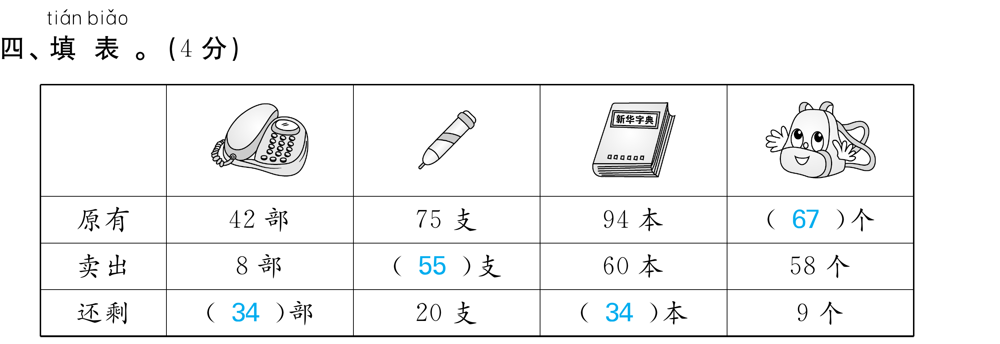 tián biǎo
四、填 表 。(4 分)
新华字典
原有 42 部 75 支 94 本 ( 67 )个
卖出 8 部 ( 55 )支 60 本 58 个
还剩 ( 34 )部 20 支 ( 34 )本 9 个